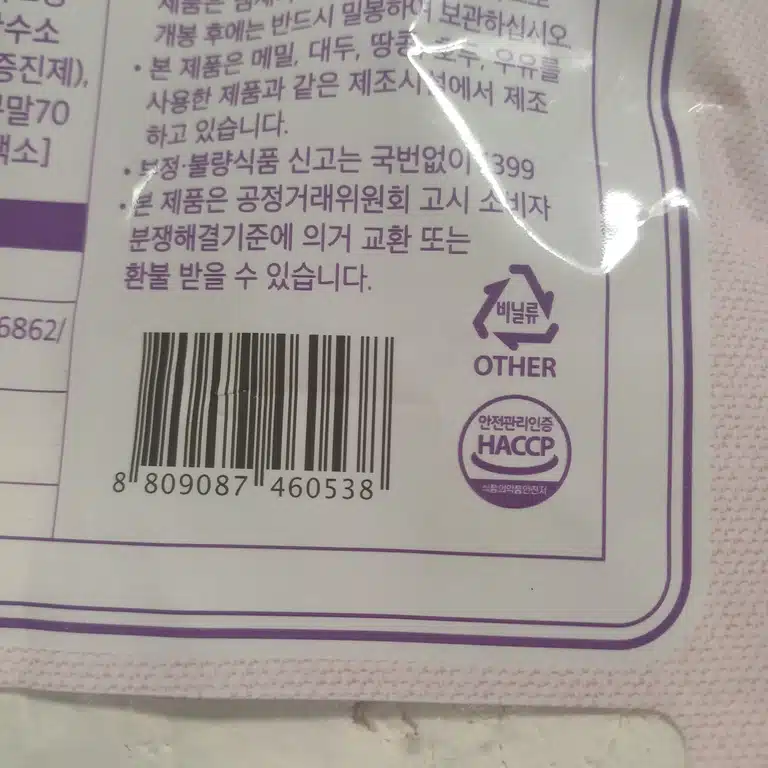 수소
증진제),
말70
색소]
6862/
제품은
개봉 후에는 반드시 밀봉하여 보관하십시오.
• 본 제품은 메밀, 대두, 땅콩, 호두, 우유를
사용한 제품과 같은 제조시설에서 제조
하고 있습니다.
• 부정·불량식품 신고는 국번없이 1399
• 본 제품은 공정거래위원회 고시 소비자
분쟁해결기준에 의거 교환 또는
환불 받을 수 있습니다.
비닐류
OTHER
안전관리인증
HACCP
식품의약품안전처
8 809087 460538